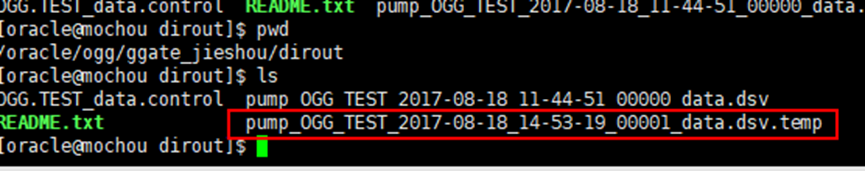 OGG.TEST_data.control README.txt pump_OGG_TEST_2017-08-18_11-44-51_00000_data.
[oracle@mochou dirout]$ pwd
/oracle/ogg/ggate_jieshou/dirout
[oracle@mochou dirout]$ ls
OGG.TEST_data.control pump_OGG_TEST_2017-08-18_11-44-51_00000_data.dsv
README.txt pump_OGG_TEST_2017-08-18_14-53-19_00001_data.dsv.temp
[oracle@mochou dirout]$